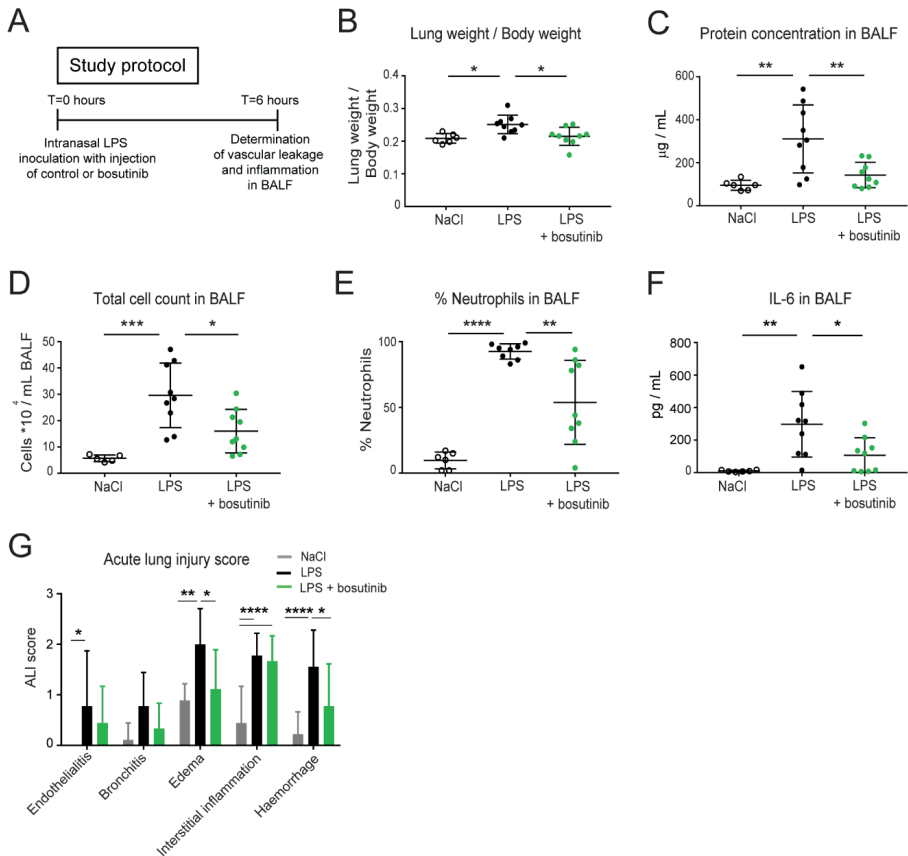 A
Study protocol
T=0 hours
T=6 hours
Intranasal LPS
inoculation with injection
of control or bosutinib
Determination
of vascular leakage
and inflammation
in BALF
B
Lung weight / Body weight
* *
Lung weight /
Body weight
0.4
0.3
0.2
0.1
0.0
NaCl LPS LPS
+ bosutinib
C
Protein concentration in BALF
** **
µg / mL
600
400
200
0
NaCl LPS LPS
+ bosutinib
D
Total cell count in BALF
*** *
Cells *10 4 / mL BALF
50
40
30
20
10
0
NaCl LPS LPS
+ bosutinib
E
% Neutrophils in BALF
**** **
% Neutrophils
100
50
0
NaCl LPS LPS
+ bosutinib
F
IL-6 in BALF
** *
pg / mL
800
600
400
200
0
NaCl LPS LPS
+ bosutinib
G
Acute lung injury score
NaCl
LPS
LPS + bosutinib
* ** * **** **** *
ALI score
3
2
1
0
Endothelialitis
Bronchitis
Edema
Interstitial inflammation
Haemorrhage